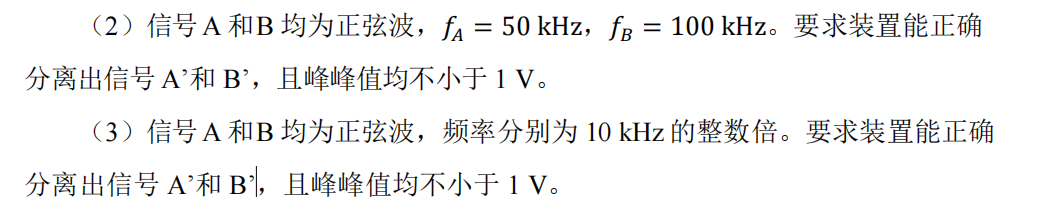 （2）信号 A 和B 均为正弦波，f_A = 50 kHz，f_B = 100 kHz。要求装置能正确
分离出信号 A’和 B’，且峰峰值均不小于 1 V。
（3）信号 A 和B 均为正弦波，频率分别为 10 kHz 的整数倍。要求装置能正确
分离出信号 A’和 B’，且峰峰值均不小于 1 V。